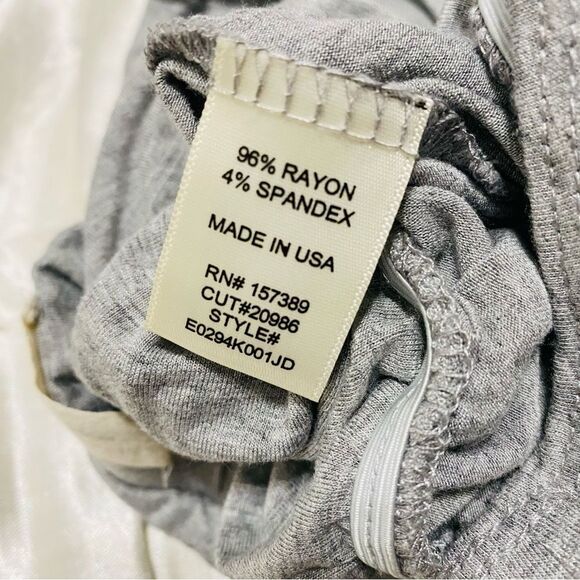 96% RAYON
4% SPANDEX
MADE IN USA
RN# 157389
CUT#20986
STYLE#
E0294K001JD